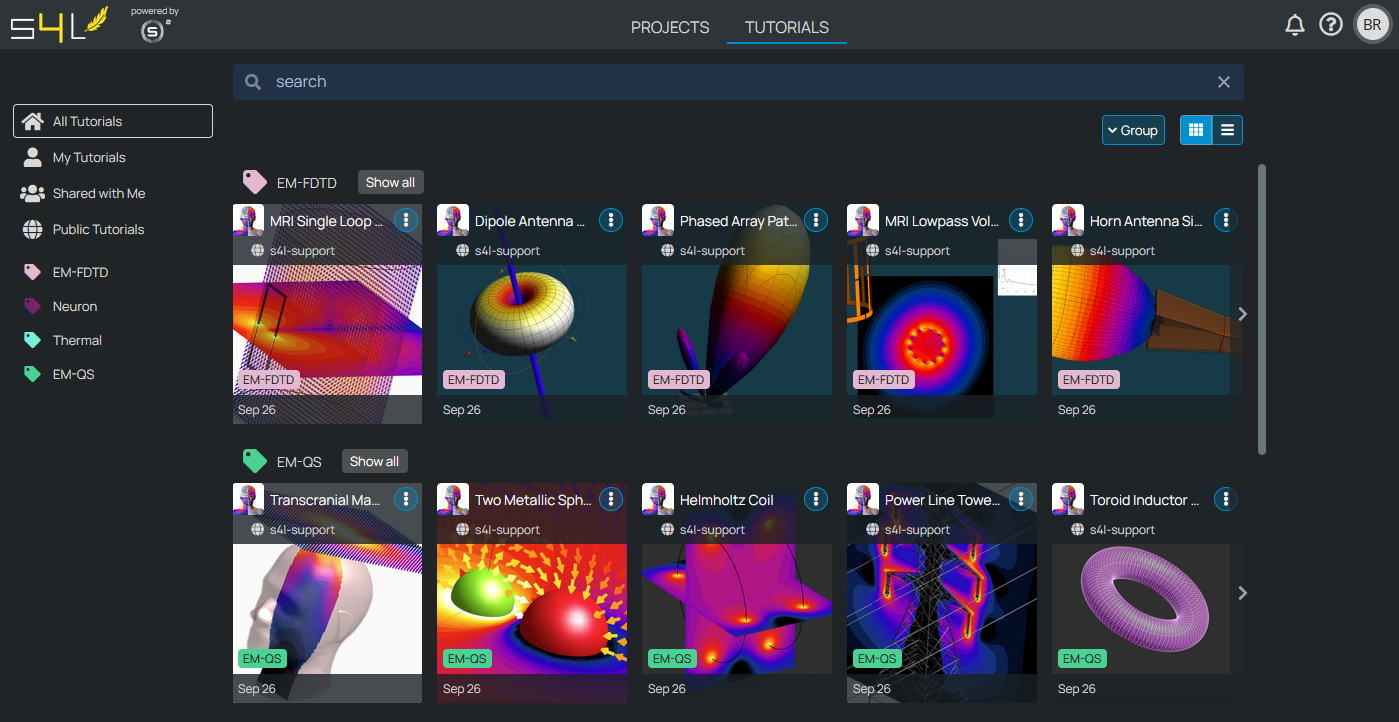 S4L
powered by
S 2
PROJECTS TUTORIALS
BR
search
All Tutorials
My Tutorials
Shared with Me
Public Tutorials
EM-FDTD
Neuron
Thermal
EM-QS
Group
EM-FDTD Show all
MRI Single Loop ... Dipole Antenna ... Phased Array Pat... MRI Lowpass Vol... Horn Antenna Si...
s4l-support s4l-support s4l-support s4l-support s4l-support
EM-FDTD EM-FDTD EM-FDTD EM-FDTD EM-FDTD
Sep 26 Sep 26 Sep 26 Sep 26 Sep 26
EM-QS Show all
Transcranial Ma... Two Metallic Sph... Helmholtz Coil Power Line Towe... Toroid Inductor ...
s4l-support s4l-support s4l-support s4l-support s4l-support
EM-QS EM-QS EM-QS EM-QS EM-QS
Sep 26 Sep 26 Sep 26 Sep 26 Sep 26